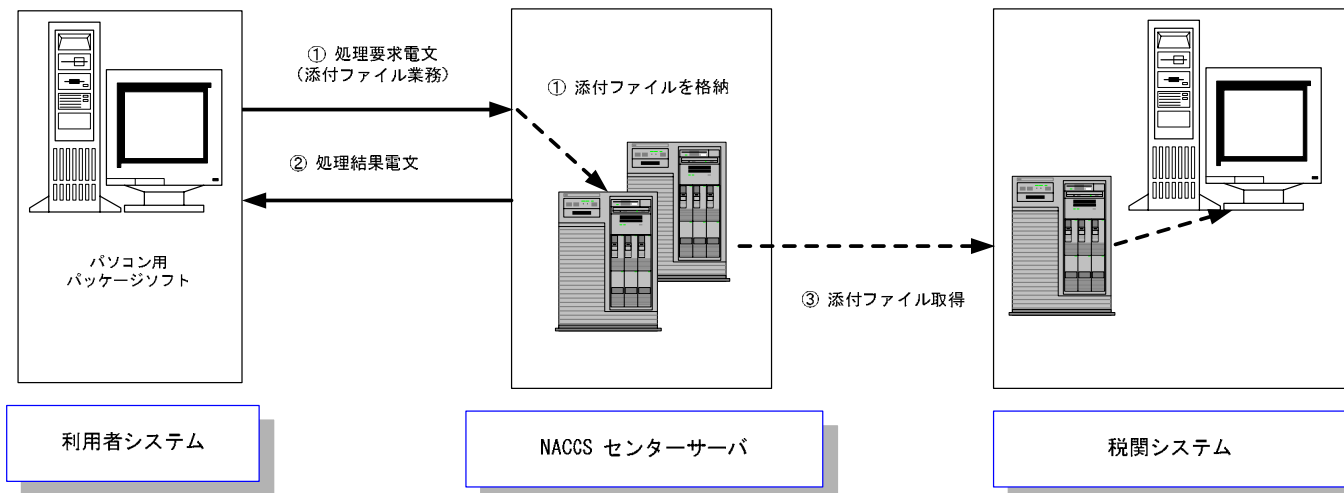 ① 処理要求電文
(添付ファイル業務)
① 添付ファイルを格納
② 処理結果電文
パソコン用
パッケージソフト
③ 添付ファイル取得
利用者システム
NACCS センターサーバ
税関システム